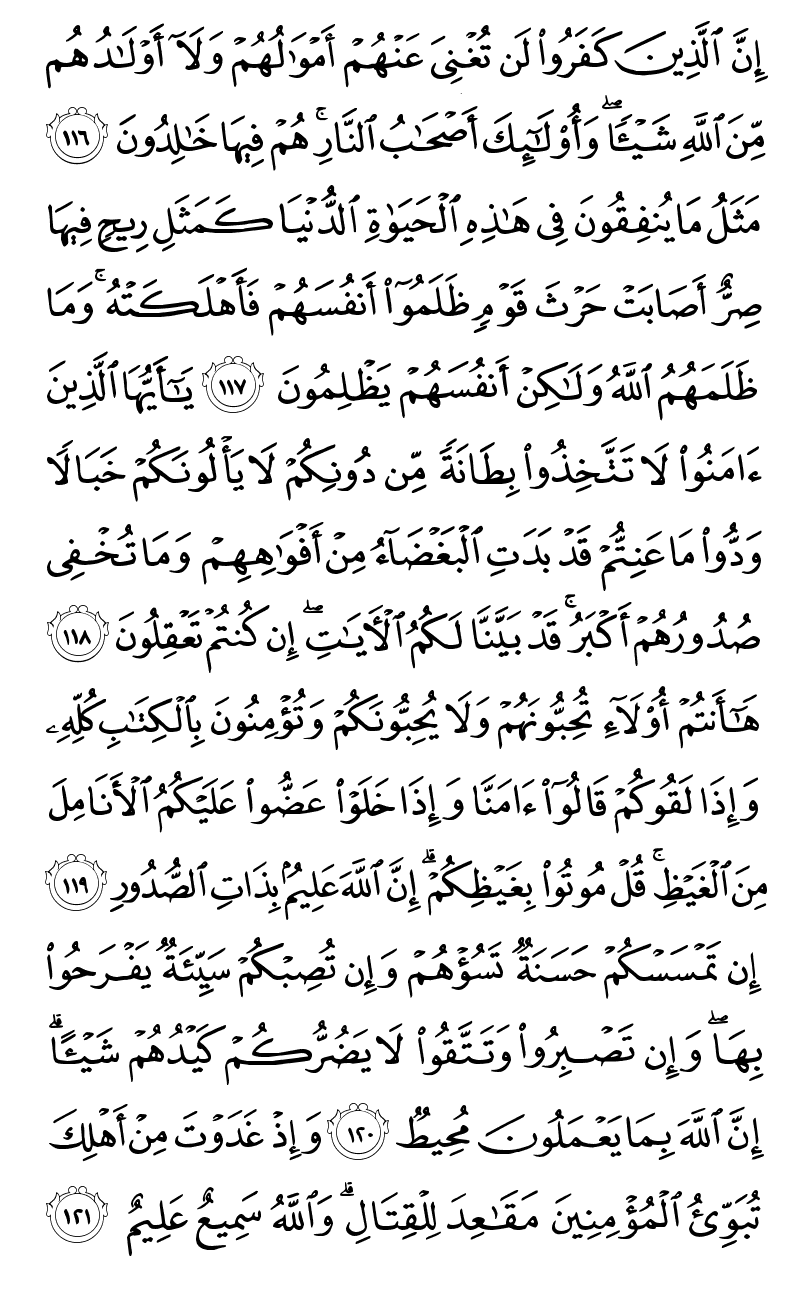 إِنَّ ٱلَّذِينَ كَفَرُوا۟ لَن تُغْنِىَ عَنْهُمْ أَمْوَٰلُهُمْ وَلَآ أَوْلَـٰدُهُم
مِّنَ ٱللَّهِ شَيْـًٔا ۖ وَأُو۟لَـٰٓئِكَ أَصْحَـٰبُ ٱلنَّارِ ۚ هُمْ فِيهَا خَـٰلِدُونَ ١١٦
مَثَلُ مَا يُنفِقُونَ فِى هَـٰذِهِ ٱلْحَيَوٰةِ ٱلدُّنْيَا كَمَثَلِ رِيحٍ فِيهَا
صِرٌّ أَصَابَتْ حَرْثَ قَوْمٍ ظَلَمُوٓا۟ أَنفُسَهُمْ فَأَهْلَكَتْهُ ۚ وَمَا
ظَلَمَهُمُ ٱللَّهُ وَلَـٰكِنْ أَنفُسَهُمْ يَظْلِمُونَ ١١٧ يَـٰٓأَيُّهَا ٱلَّذِينَ
ءَامَنُوا۟ لَا تَتَّخِذُوا۟ بِطَانَةً مِّن دُونِكُمْ لَا يَأْلُونَكُمْ خَبَالًا
وَدُّوا۟ مَا عَنِتُّمْ قَدْ بَدَتِ ٱلْبَغْضَآءُ مِنْ أَفْوَٰهِهِمْ وَمَا تُخْفِى
صُدُورُهُمْ أَكْبَرُ ۚ قَدْ بَيَّنَّا لَكُمُ ٱلْـَٔايَـٰتِ ۖ إِن كُنتُمْ تَعْقِلُونَ ١١٨
هَـٰٓأَنتُمْ أُو۟لَآءِ تُحِبُّونَهُمْ وَلَا يُحِبُّونَكُمْ وَتُؤْمِنُونَ بِٱلْكِتَـٰبِ كُلِّهِۦ
وَإِذَا لَقُوكُمْ قَالُوٓا۟ ءَامَنَّا وَإِذَا خَلَوْا۟ عَضُّوا۟ عَلَيْكُمُ ٱلْأَنَامِلَ
مِنَ ٱلْغَيْظِ ۚ قُلْ مُوتُوا۟ بِغَيْظِكُمْ ۗ إِنَّ ٱللَّهَ عَلِيمٌۢ بِذَاتِ ٱلصُّدُورِ ١١٩
إِن تَمْسَسْكُمْ حَسَنَةٌ تَسُؤْهُمْ وَإِن تُصِبْكُمْ سَيِّئَةٌ يَفْرَحُوا۟
بِهَا ۖ وَإِن تَصْبِرُوا۟ وَتَتَّقُوا۟ لَا يَضُرُّكُمْ كَيْدُهُمْ شَيْـًٔا ۗ
إِنَّ ٱللَّهَ بِمَا يَعْمَلُونَ مُحِيطٌ ١٢٠ وَإِذْ غَدَوْتَ مِنْ أَهْلِكَ
تُبَوِّئُ ٱلْمُؤْمِنِينَ مَقَـٰعِدَ لِلْقِتَالِ ۗ وَٱللَّهُ سَمِيعٌ عَلِيمٌ ١٢١